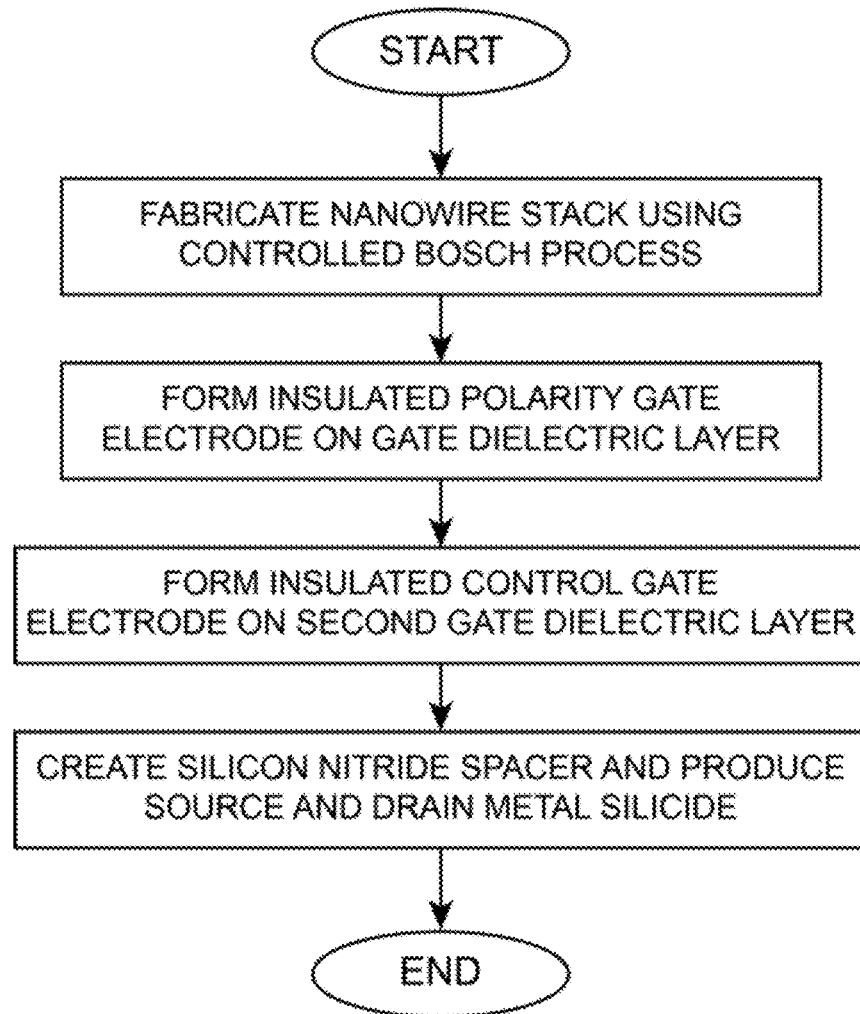 START
FABRICATE NANOWIRE STACK USING
CONTROLLED BOSCH PROCESS
FORM INSULATED POLARITY GATE
ELECTRODE ON GATE DIELECTRIC LAYER
FORM INSULATED CONTROL GATE
ELECTRODE ON SECOND GATE DIELECTRIC LAYER
CREATE SILICON NITRIDE SPACER AND PRODUCE
SOURCE AND DRAIN METAL SILICIDE
END